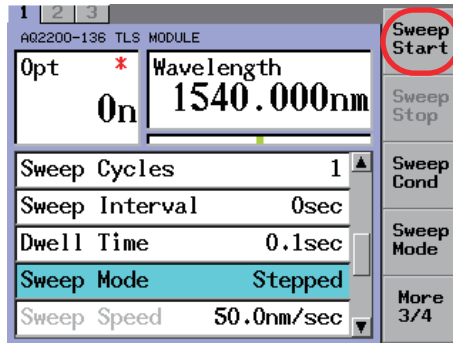 1 2 3
AQ2200-136 TLS MODULE
Opt *
On
Wavelength
1540.000nm
Sweep Cycles 1
Sweep Interval 0sec
Dwell Time 0.1sec
Sweep Mode Stepped
Sweep Speed 50.0nm/sec
Sweep
Start
Sweep
Stop
Sweep
Cond
Sweep
Mode
More
3/4